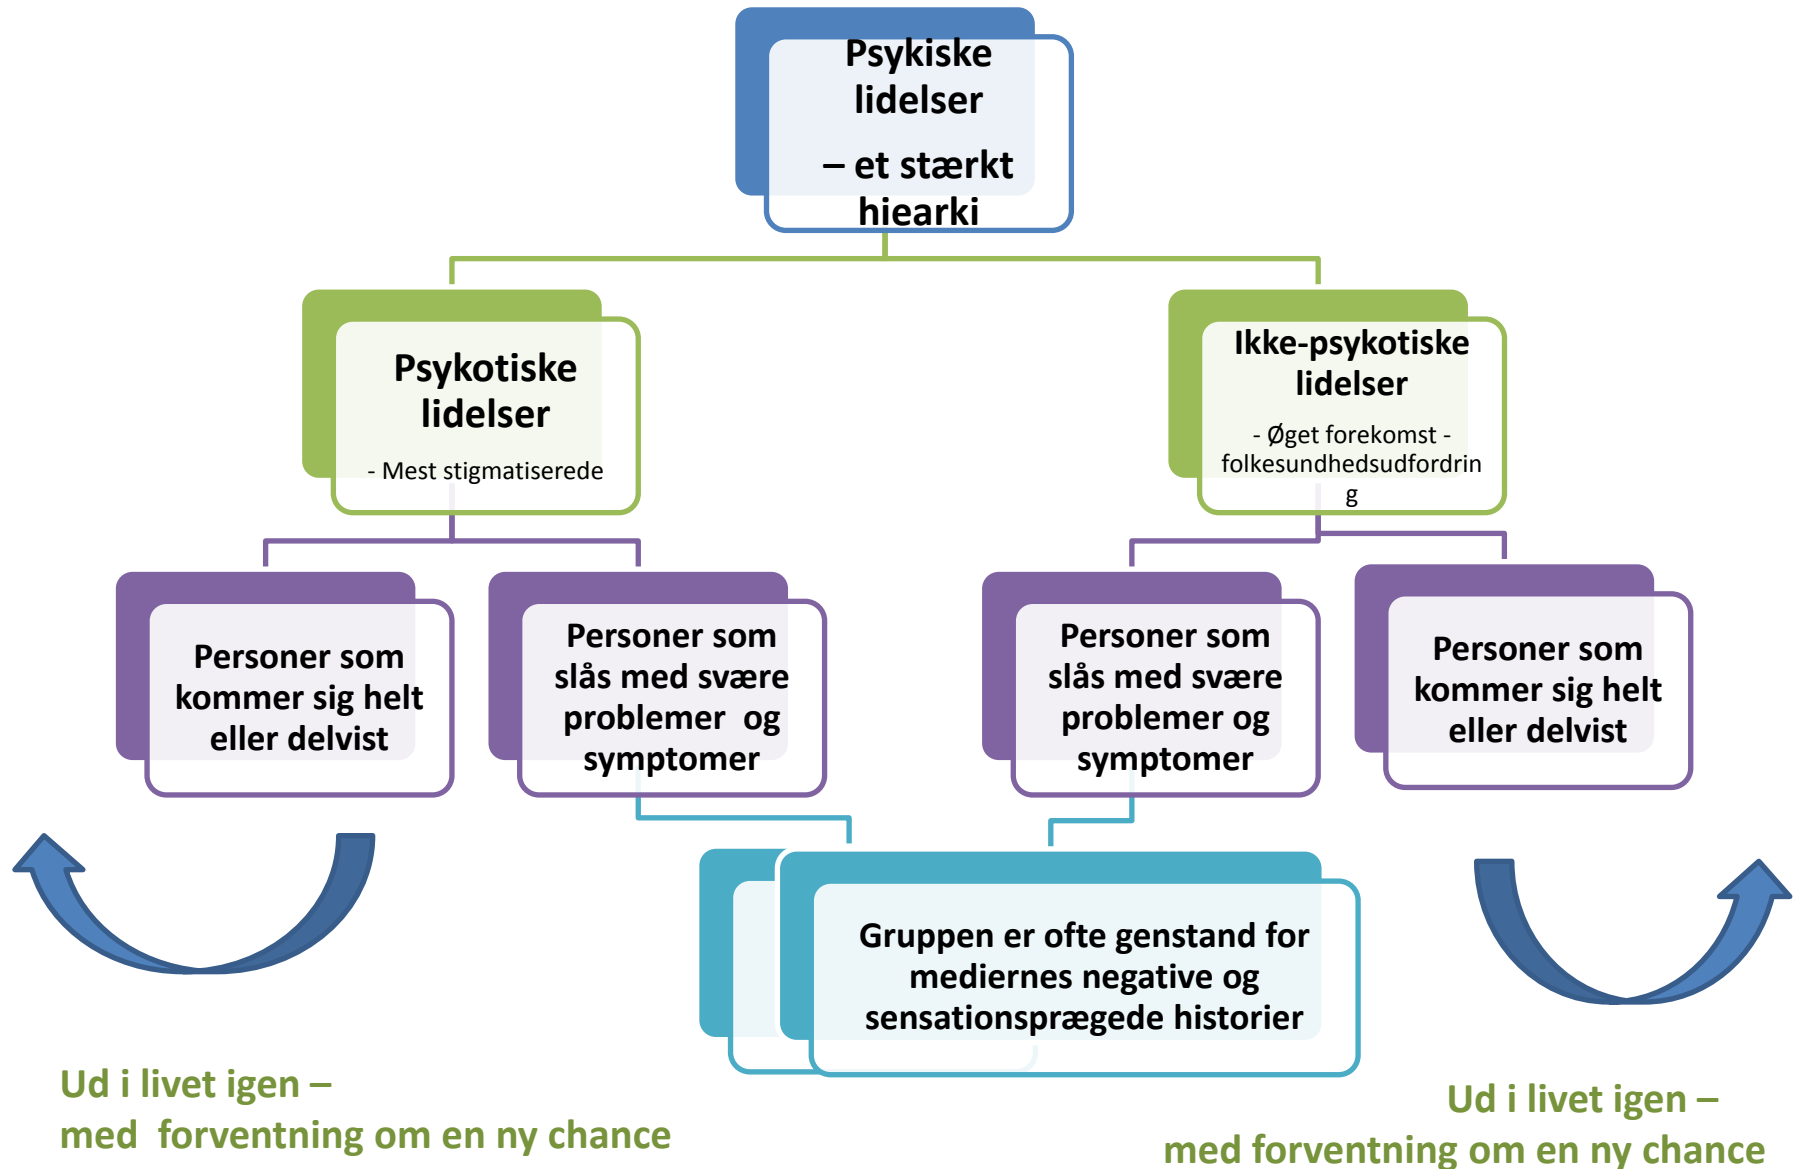 Psykiske
lidelser
– et stærkt
hiearki
Psykotiske
lidelser
- Mest stigmatiserede
Ikke-psykotiske
lidelser
- Øget forekomst -
folkesundhedsudfordrin
g
Personer som
kommer sig helt
eller delvist
Personer som
slås med svære
problemer og
symptomer
Personer som
slås med svære
problemer og
symptomer
Personer som
kommer sig helt
eller delvist
Gruppen er ofte genstand for
mediernes negative og
sensationsprægede historier
Ud i livet igen –
med forventning om en ny chance
Ud i livet igen –
med forventning om en ny chance